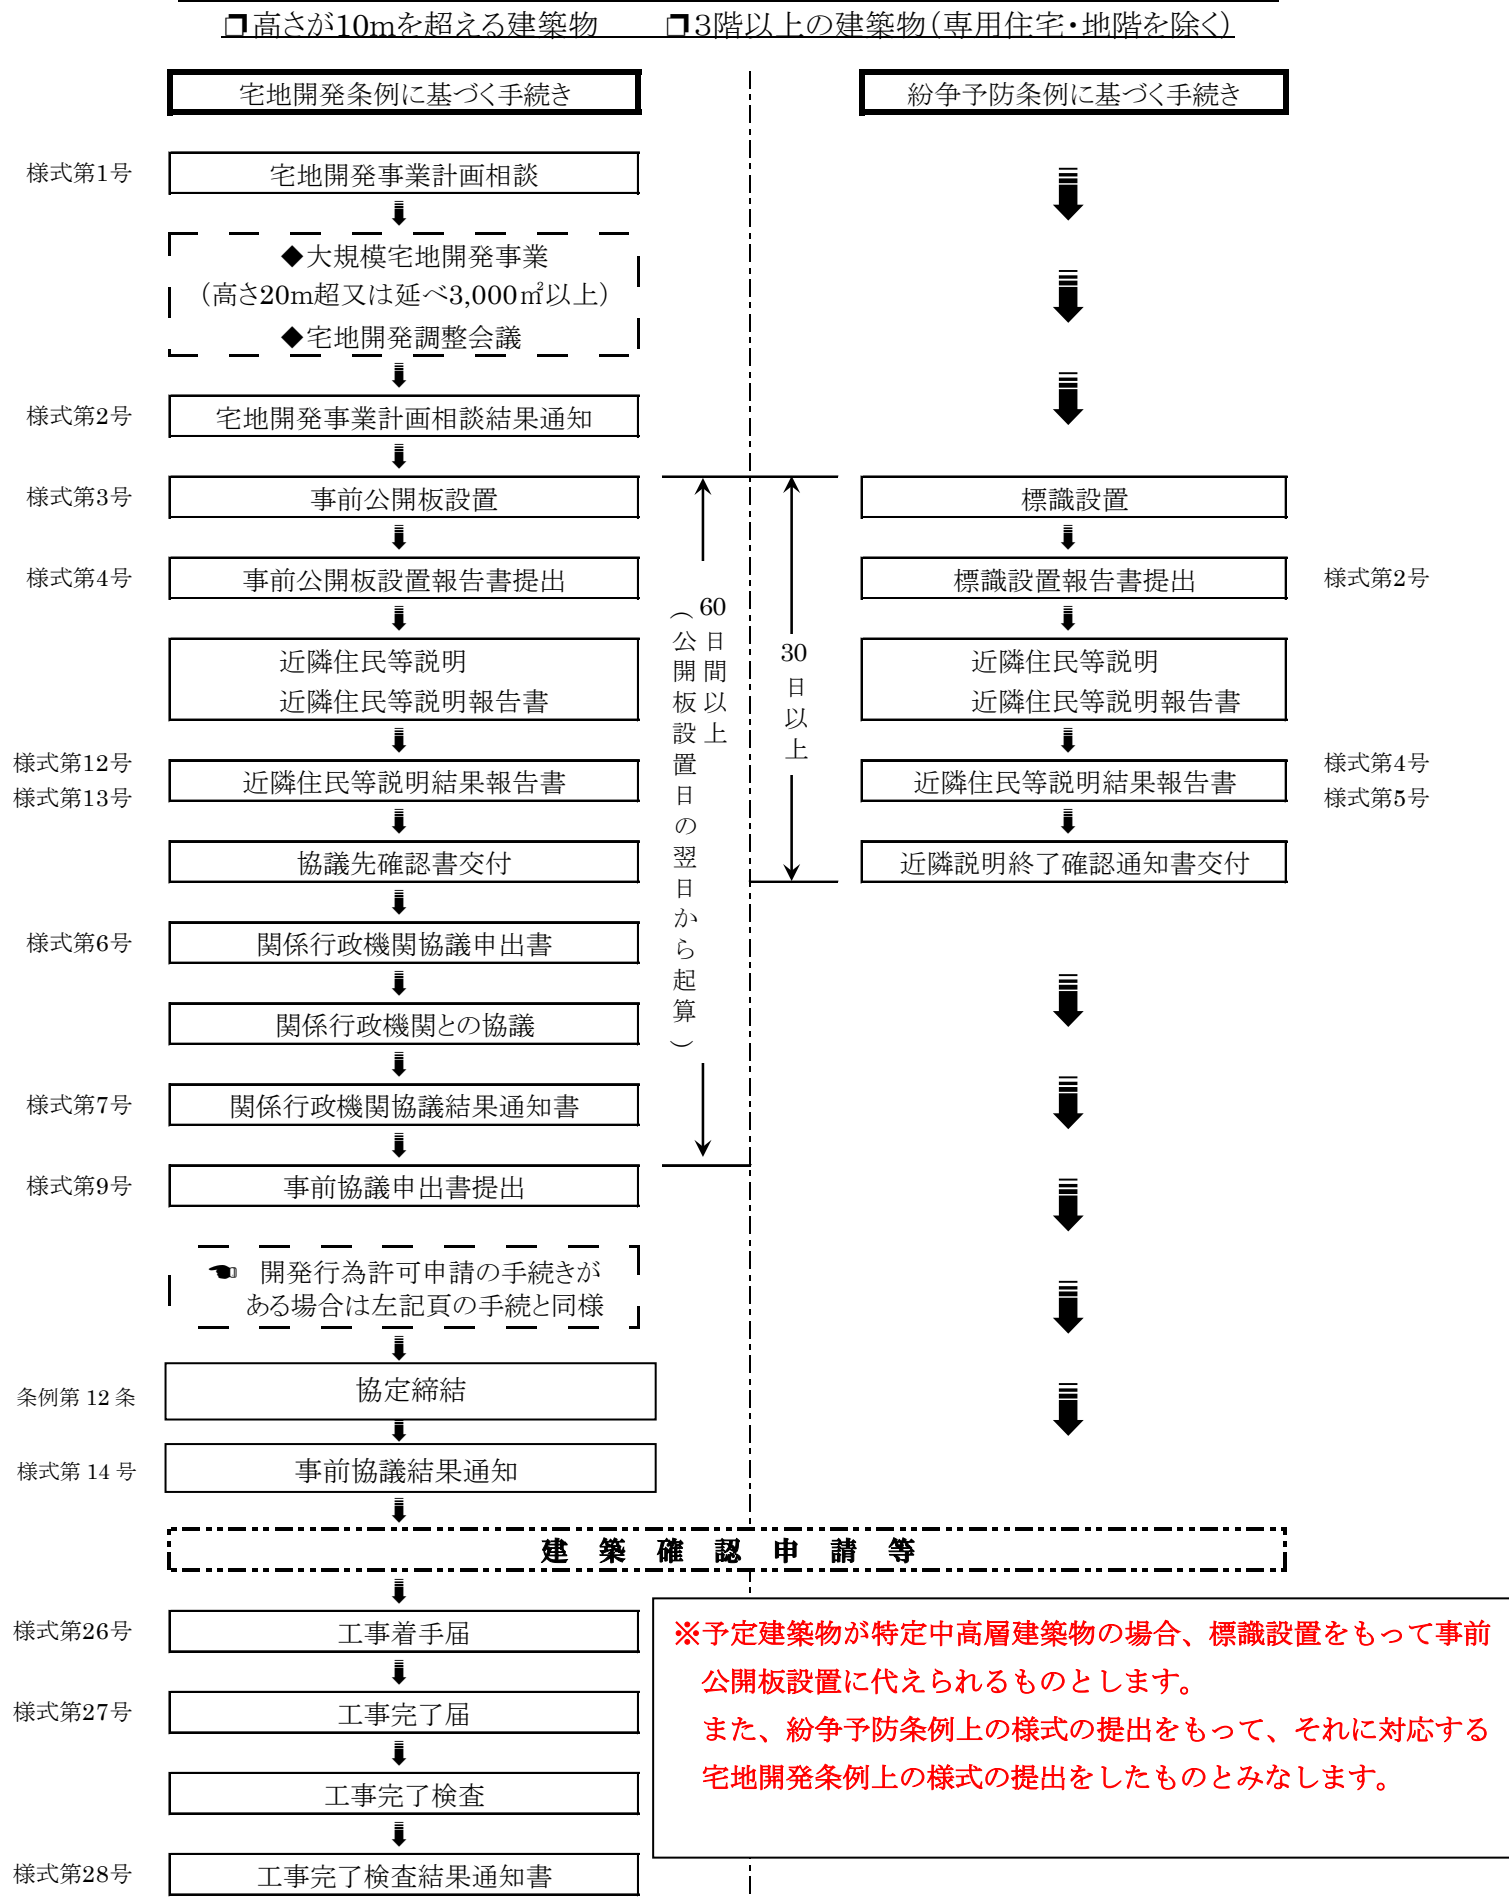 ❐高さが10mを超える建築物　❐3階以上の建築物(専用住宅・地階を除く)
宅地開発条例に基づく手続き
紛争予防条例に基づく手続き
様式第1号
宅地開発事業計画相談
◆大規模宅地開発事業
(高さ20m超又は延べ3,000㎡以上)
◆宅地開発調整会議
様式第2号
宅地開発事業計画相談結果通知
様式第3号
事前公開板設置
標識設置
様式第4号
事前公開板設置報告書提出
標識設置報告書提出
様式第2号
60日間以上
(公開板設置日の翌日から起算)
30日以上
近隣住民等説明
近隣住民等説明報告書
近隣住民等説明
近隣住民等説明報告書
様式第12号
様式第13号
近隣住民等説明結果報告書
近隣住民等説明結果報告書
様式第4号
様式第5号
協議先確認書交付
近隣説明終了確認通知書交付
様式第6号
関係行政機関協議申出書
関係行政機関との協議
様式第7号
関係行政機関協議結果通知書
様式第9号
事前協議申出書提出
☚ 開発行為許可申請の手続きが
ある場合は左記頁の手続と同様
条例第 12 条
協定締結
様式第 14 号
事前協議結果通知
建 築 確 認 申 請 等
様式第26号
工事着手届
様式第27号
工事完了届
工事完了検査
様式第28号
工事完了検査結果通知書
※予定建築物が特定中高層建築物の場合、標識設置をもって事前
公開板設置に代えられるものとします。
また、紛争予防条例上の様式の提出をもって、それに対応する
宅地開発条例上の様式の提出をしたものとみなします。